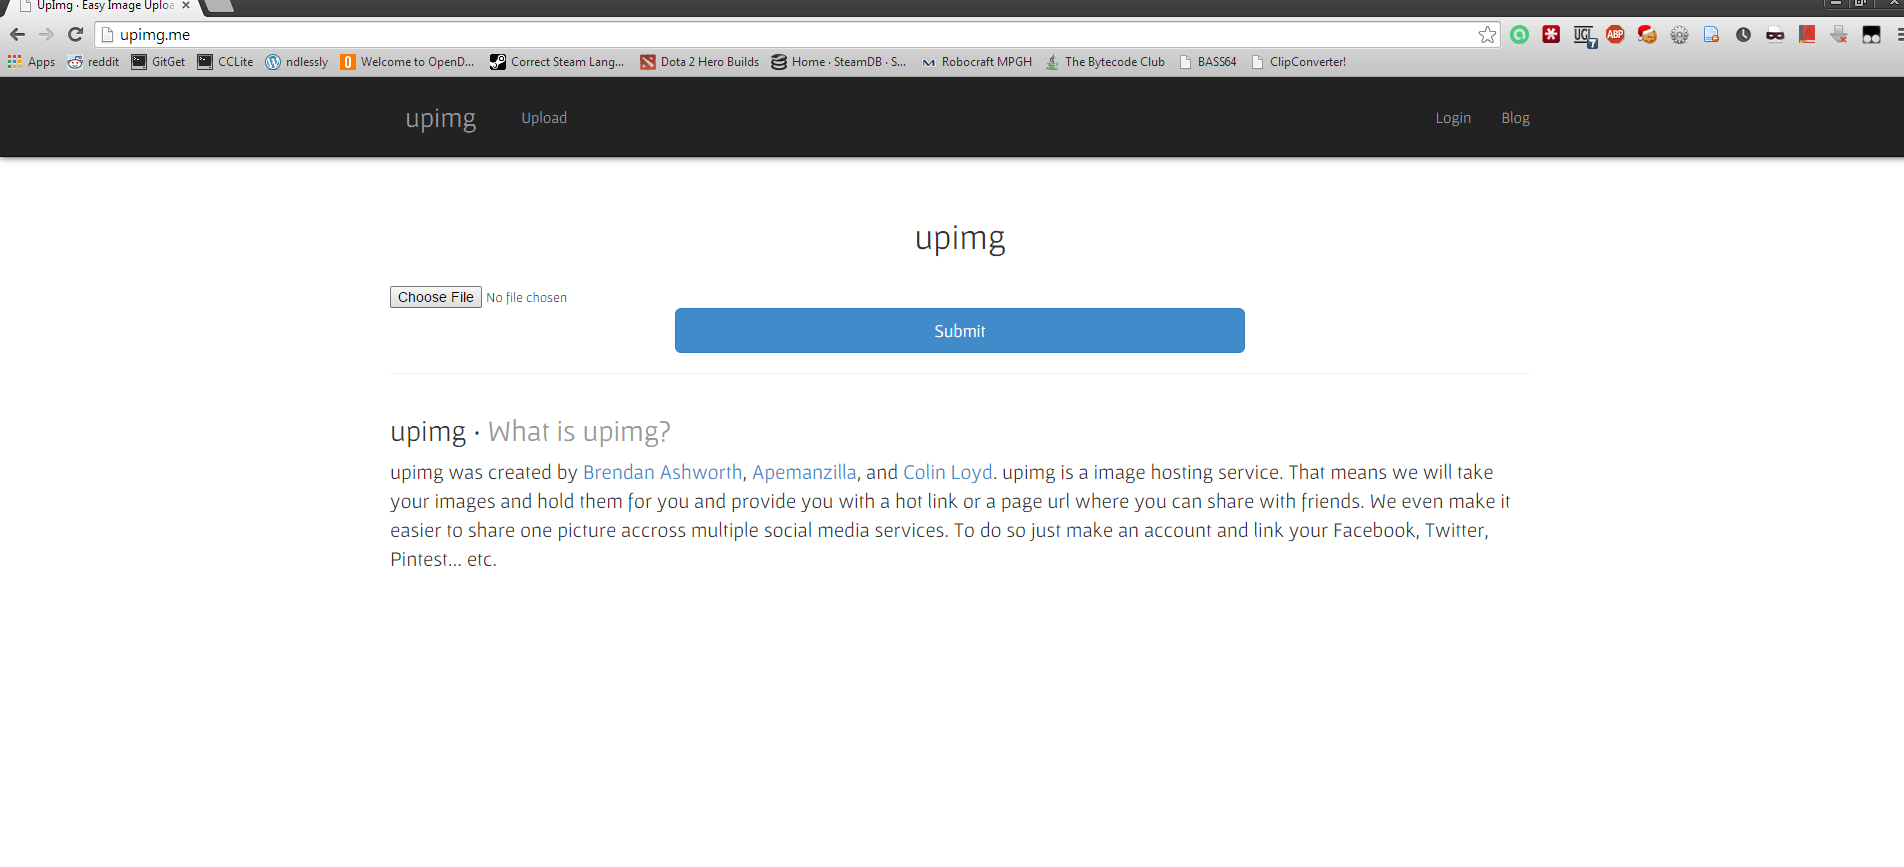 UpImg · Easy Image Uploa
upimg.me
Apps reddit GitGet CCLite ndlessly Welcome to OpenD... Correct Steam Lang... Dota 2 Hero Builds Home · SteamDB · S... Robocraft MPGH The Bytecode Club BASS64 ClipConverter!
UGL 7 ABP
upimg Upload Login Blog
upimg
Choose File No file chosen
Submit
upimg · What is upimg?
upimg was created by Brendan Ashworth, Apemanzilla, and Colin Loyd. upimg is a image hosting service. That means we will take
your images and hold them for you and provide you with a hot link or a page url where you can share with friends. We even make it
easier to share one picture accross multiple social media services. To do so just make an account and link your Facebook, Twitter,
Pintest... etc.